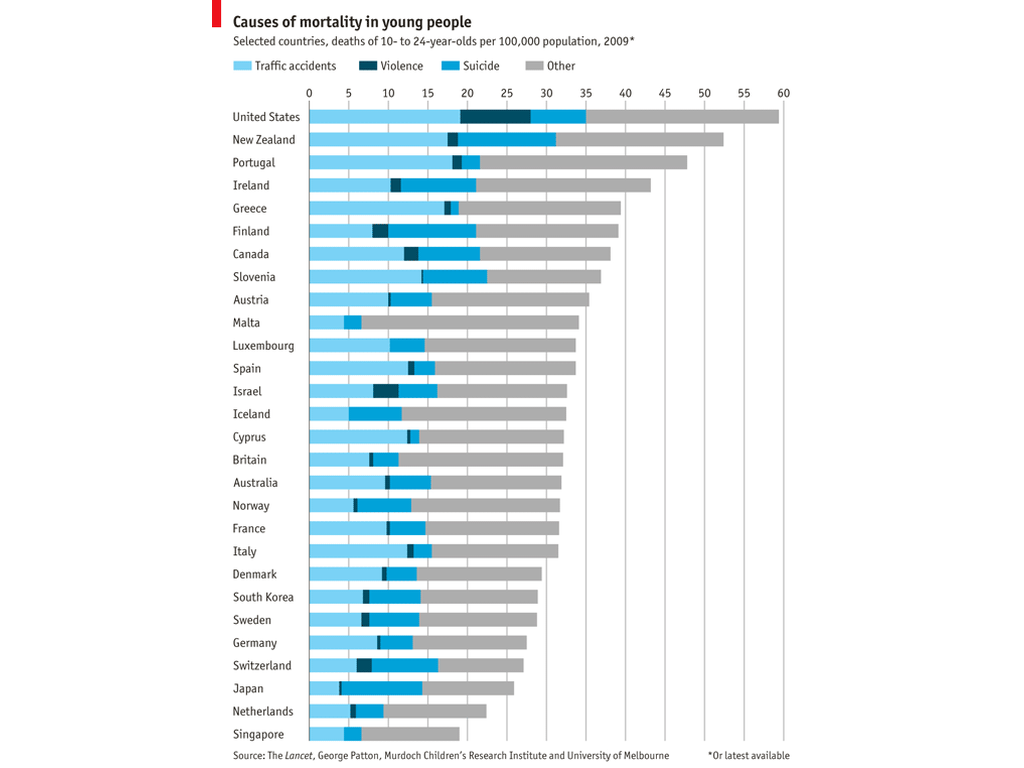 Causes of mortality in young people
Selected countries, deaths of 10- to 24-year-olds per 100,000 population, 2009*
Traffic accidents Violence Suicide Other
0 5 10 15 20 25 30 35 40 45 50 55 60
United States
New Zealand
Portugal
Ireland
Greece
Finland
Canada
Slovenia
Austria
Malta
Luxembourg
Spain
Israel
Iceland
Cyprus
Britain
Australia
Norway
France
Italy
Denmark
South Korea
Sweden
Germany
Switzerland
Japan
Netherlands
Singapore
Source: The Lancet, George Patton, Murdoch Children's Research Institute and University of Melbourne *Or latest available